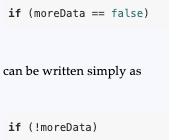 if (moreData == false)
can be written simply as
if (!moreData)